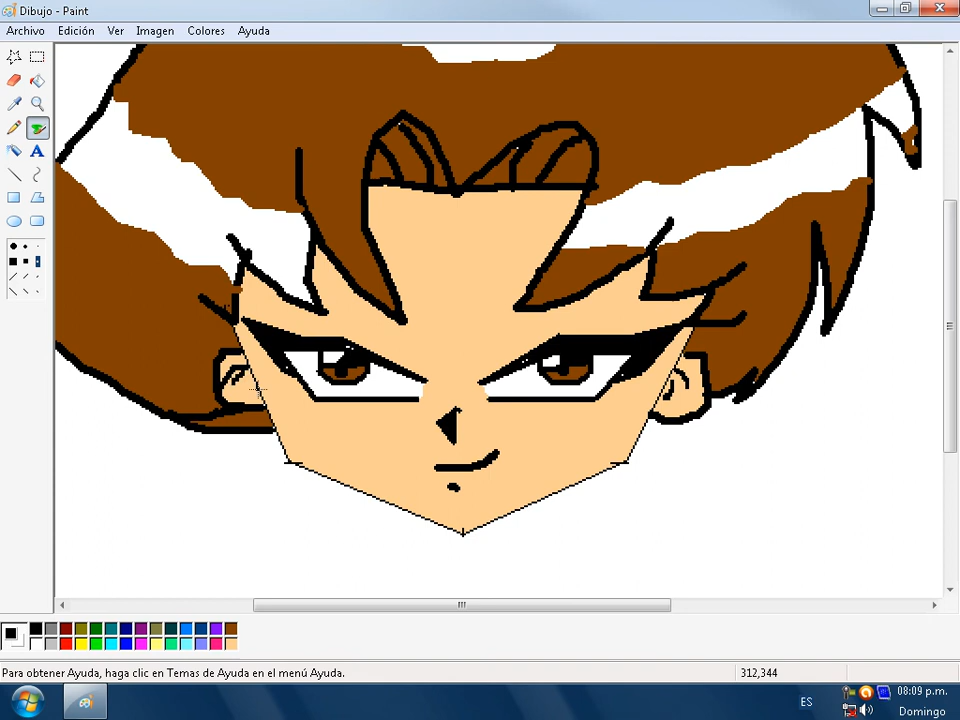 Dibujo - Paint
Archivo Edición Ver Imagen Colores Ayuda
A
Para obtener Ayuda, haga clic en Temas de Ayuda en el menú Ayuda.
312,344
ES
08:09 p.m.
Domingo